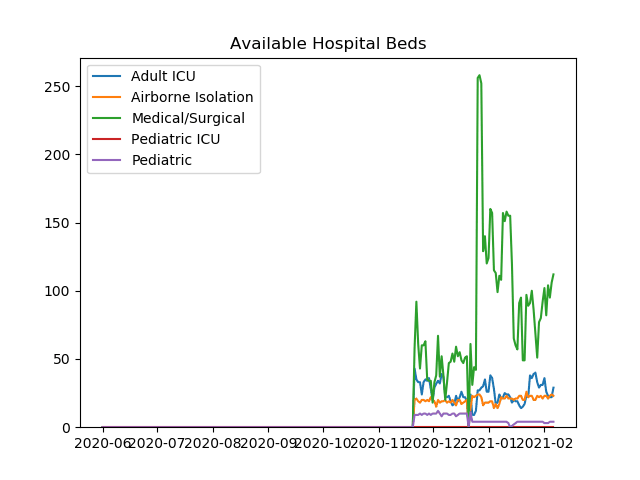 Available Hospital Beds
Adult ICU
Airborne Isolation
Medical/Surgical
Pediatric ICU
Pediatric
250
200
150
100
50
0
2020-06 2020-07 2020-08 2020-09 2020-10 2020-11 2020-12 2021-01 2021-02